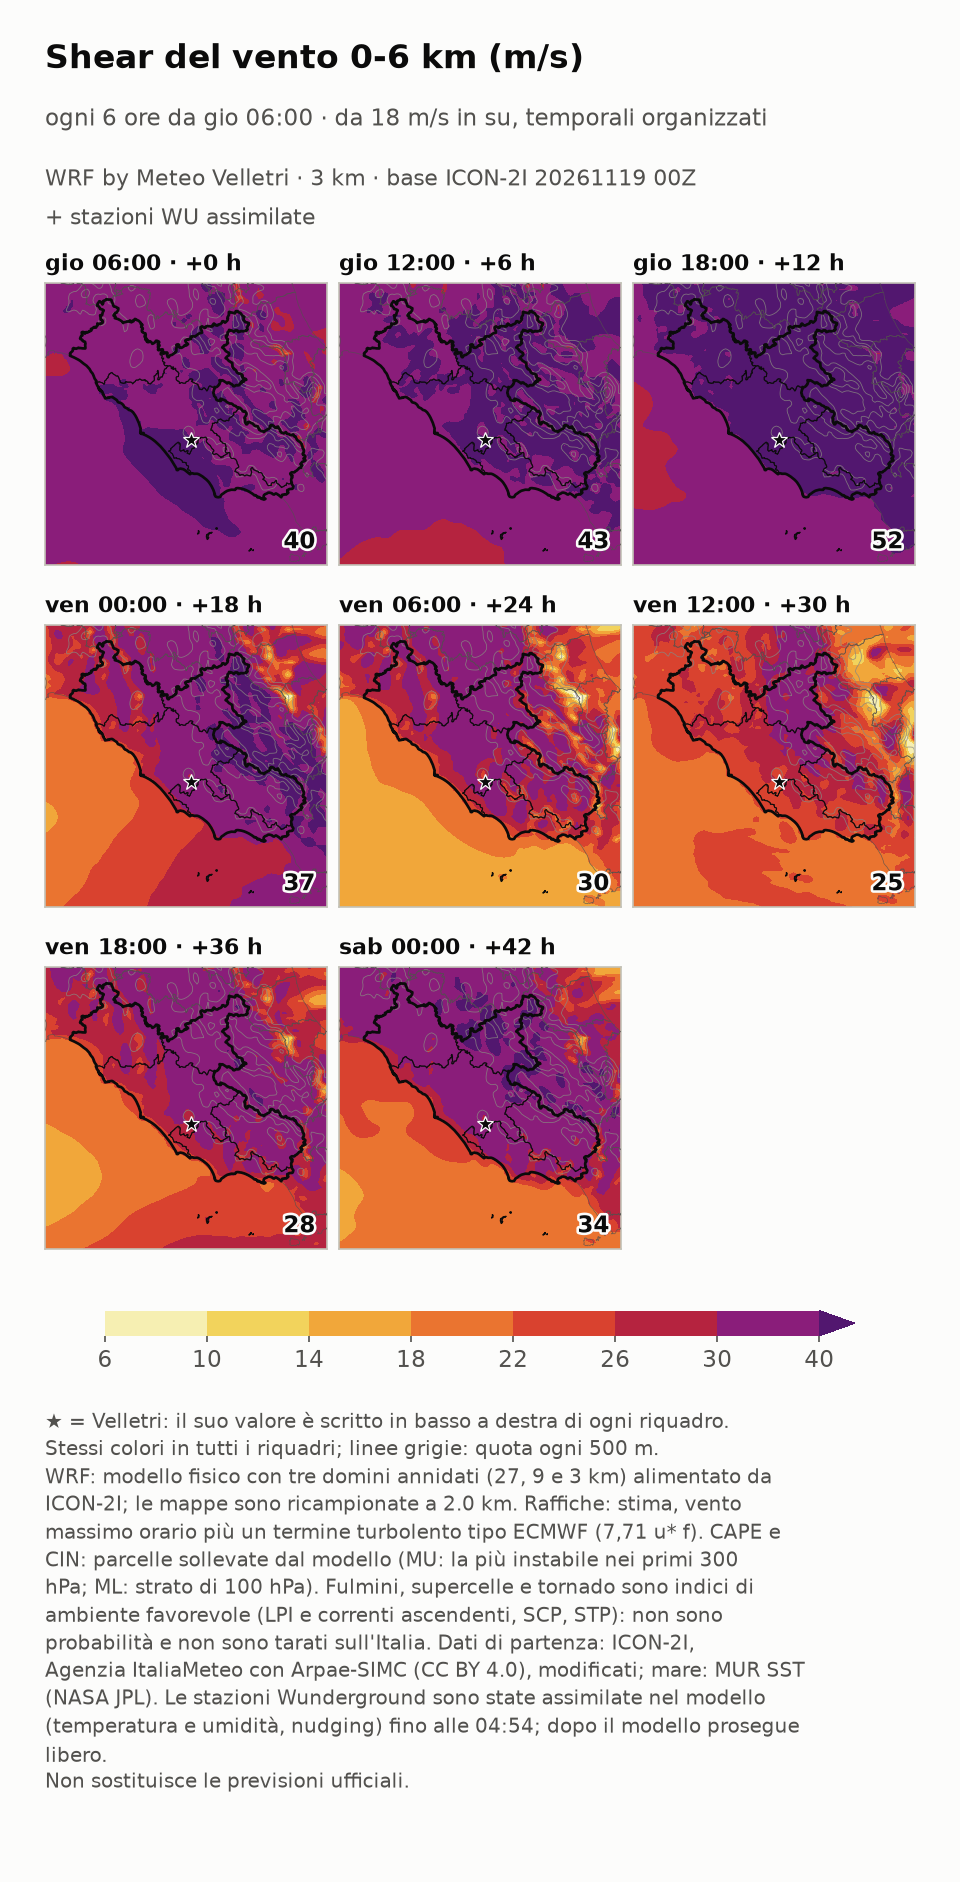 Shear del vento 0-6 km (m/s)
ogni 6 ore da gio 06:00 · da 18 m/s in su, temporali organizzati
WRF by Meteo Velletri · 3 km · base ICON-2I 20261119 00Z
+ stazioni WU assimilate
gio 06:00 · +0 h
gio 12:00 · +6 h
gio 18:00 · +12 h
40
43
52
ven 00:00 · +18 h
ven 06:00 · +24 h
ven 12:00 · +30 h
37
30
25
ven 18:00 · +36 h
sab 00:00 · +42 h
28
34
6 10 14 18 22 26 30 40
★ = Velletri: il suo valore è scritto in basso a destra di ogni riquadro.
Stessi colori in tutti i riquadri; linee grigie: quota ogni 500 m.
WRF: modello fisico con tre domini annidati (27, 9 e 3 km) alimentato da
ICON-2I; le mappe sono ricampionate a 2.0 km. Raffiche: stima, vento
massimo orario più un termine turbolento tipo ECMWF (7,71 u* f). CAPE e
CIN: parcelle sollevate dal modello (MU: la più instabile nei primi 300
hPa; ML: strato di 100 hPa). Fulmini, supercelle e tornado sono indici di
ambiente favorevole (LPI e correnti ascendenti, SCP, STP): non sono
probabilità e non sono tarati sull'Italia. Dati di partenza: ICON-2I,
Agenzia ItaliaMeteo con Arpae-SIMC (CC BY 4.0), modificati; mare: MUR SST
(NASA JPL). Le stazioni Wunderground sono state assimilate nel modello
(temperatura e umidità, nudging) fino alle 04:54; dopo il modello prosegue
libero.
Non sostituisce le previsioni ufficiali.